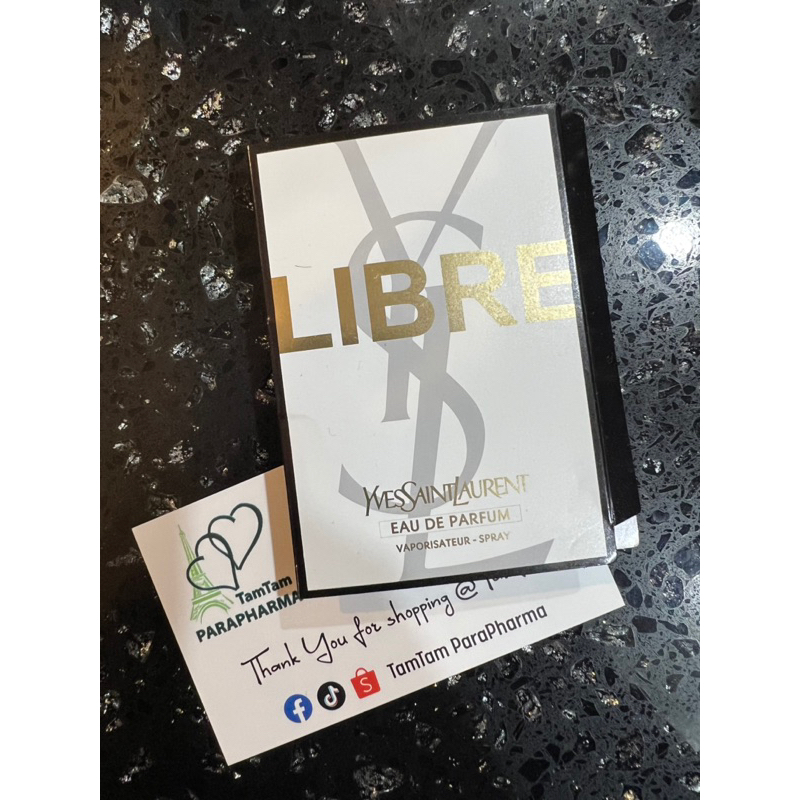 LIBRE
YVESSAINTLAURENT
EAU DE PARFUM
VAPORISATEUR - SPRAY
TamTam
PARAPHARMA
Thank You for shopping @
TamTam ParaPharma